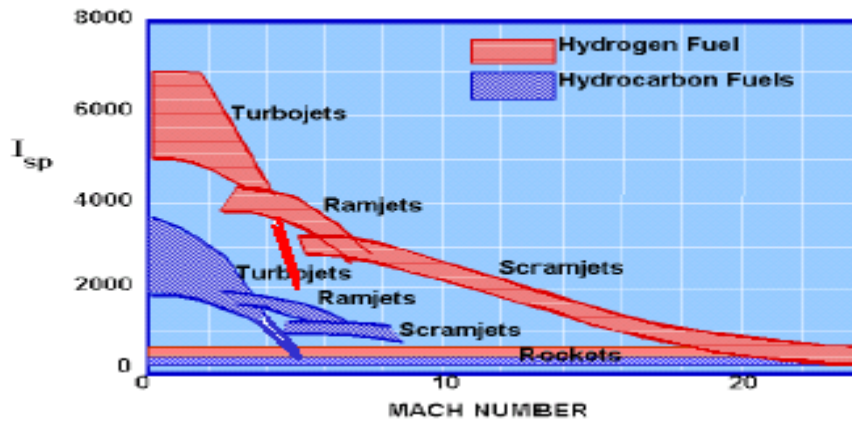 8000
Hydrogen Fuel
Hydrocarbon Fuels
6000
Turbojets
Isp
4000
Ramjets
Scramjets
2000
Turbojets
Ramjets
Scramjets
Rockets
0
0
10
20
MACH NUMBER